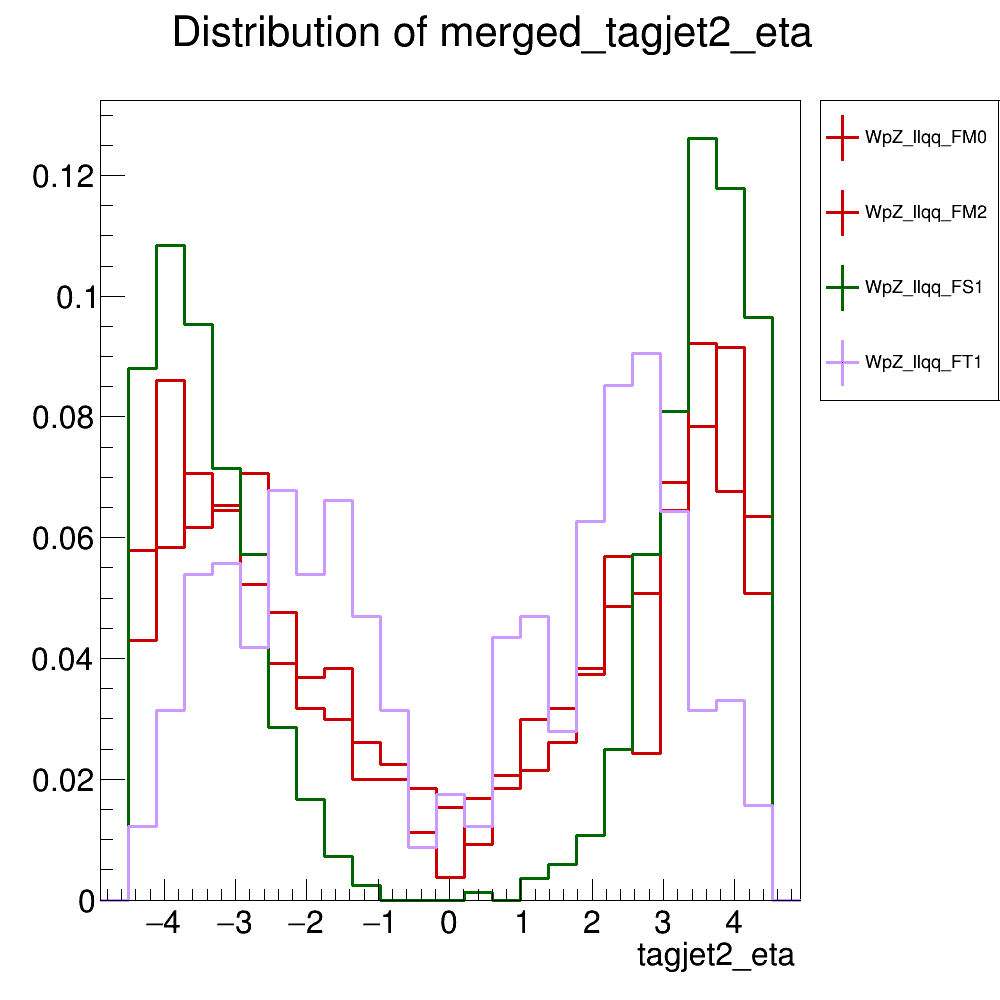 Distribution of merged_tagjet2_eta
WpZ_llqq_FM0
WpZ_llqq_FM2
WpZ_llqq_FS1
WpZ_llqq_FT1
0.12
0.1
0.08
0.06
0.04
0.02
0
−4 −3 −2 −1 0 1 2 3 4
tagjet2_eta